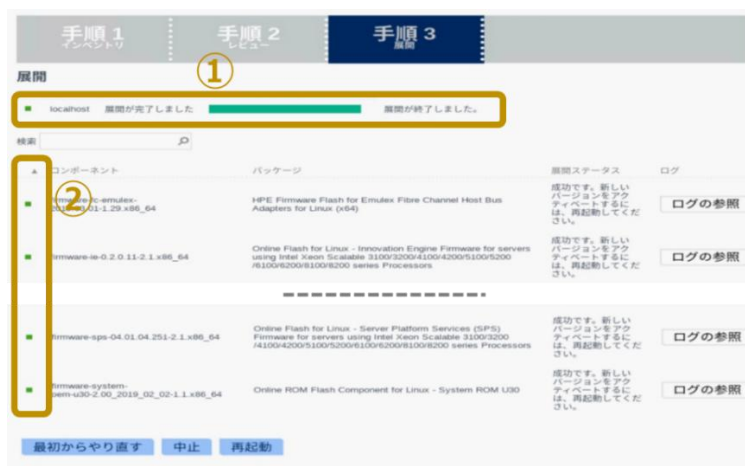 手順 1
インベントリ
手順 2
レビュー
手順 3
展開
①
展開
localhost 展開が完了しました 展開が終了しました。
検索
②
コンポーネント パッケージ 展開ステータス ログ
HPE Firmware Flash for Emulex Fibre Channel Host Bus
Adapters for Linux (x64)
成功です。新しい
バージョンをアク
ティベートするに
は、再起動してくだ
さい。
ログの参照
firmware-ie-0.2.0.11-2.1.x86_64
Online Flash for Linux - Innovation Engine Firmware for servers
using Intel Xeon Scalable 3100/3200/4100/4200/5100/5200
/6100/6200/8100/8200 series Processors
成功です。新しい
バージョンをアク
ティベートするに
は、再起動してくだ
さい。
ログの参照
firmware-sps-04.01.04.251-2.1.x86_64
Online Flash for Linux - Server Platform Services (SPS)
Firmware for servers using Intel Xeon Scalable 3100/3200
/4100/4200/5100/5200/6100/6200/8100/8200 series Processors
成功です。新しい
バージョンをアク
ティベートするに
は、再起動してくだ
さい。
ログの参照
firmware-system-
oem-u30-2.00_2019_02_02-1.1.x86_64
Online ROM Flash Component for Linux - System ROM U30
成功です。新しい
バージョンをアク
ティベートするに
は、再起動してくだ
さい。
ログの参照
最初からやり直す 中止 再起動